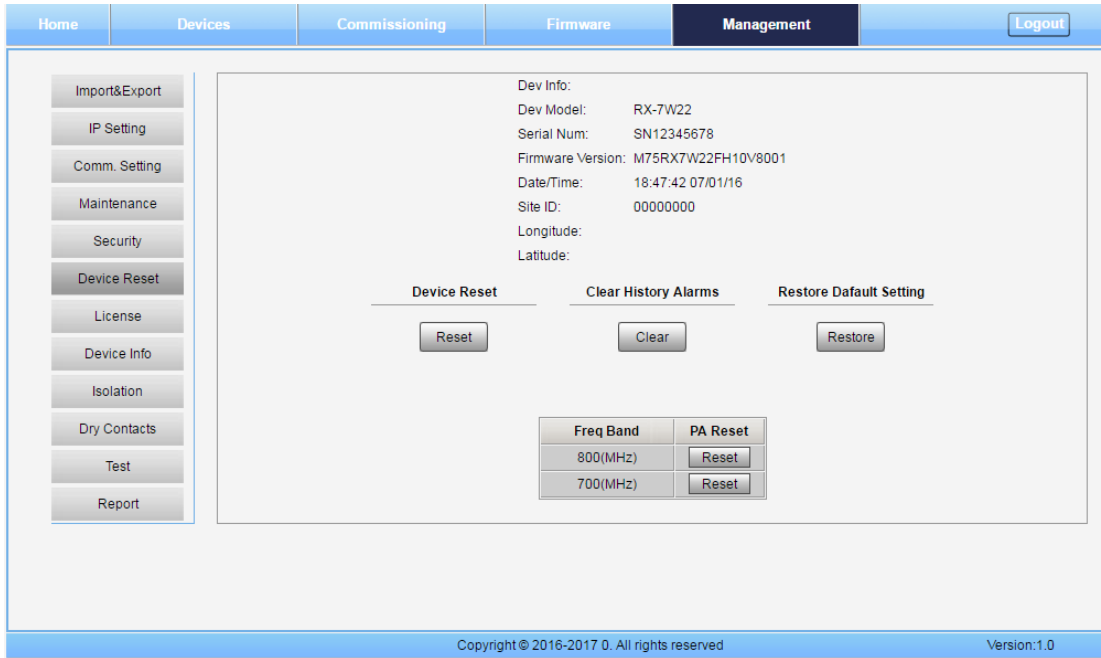 Home Devices Commissioning Firmware Management Logout
Import&Export
IP Setting
Comm. Setting
Maintenance
Security
Device Reset
License
Device Info
Isolation
Dry Contacts
Test
Report
Dev Info:
Dev Model: RX-7W22
Serial Num: SN12345678
Firmware Version: M75RX7W22FH10V8001
Date/Time: 18:47:42 07/01/16
Site ID: 00000000
Longitude:
Latitude:
Device Reset Clear History Alarms Restore Dafault Setting
Reset Clear Restore
Freq Band PA Reset
800(MHz) Reset
700(MHz) Reset
Copyright © 2016-2017 0. All rights reserved Version:1.0